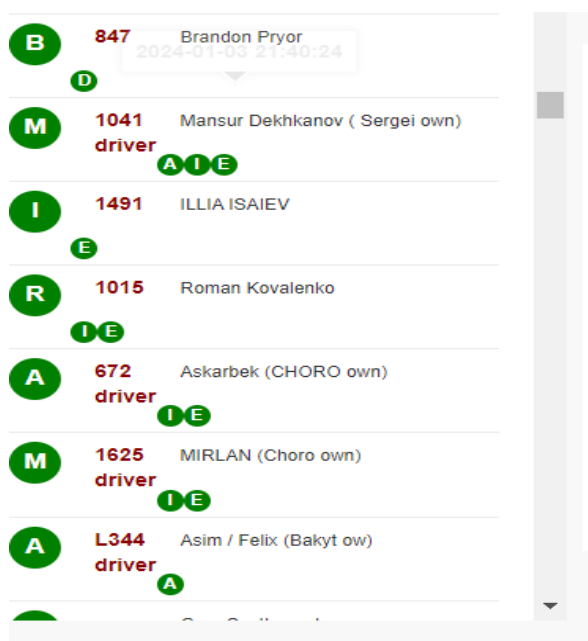 B 847 Brandon Pryor
2024-01-03 21:40:24
D
M 1041 Mansur Dekhkanov ( Sergei own)
driver
A I E
I 1491 ILLIA ISAIEV
E
R 1015 Roman Kovalenko
I E
A 672 Askarbek (CHORO own)
driver
I E
M 1625 MIRLAN (Choro own)
driver
I E
A L344 Asim / Felix (Bakyt ow)
driver
A